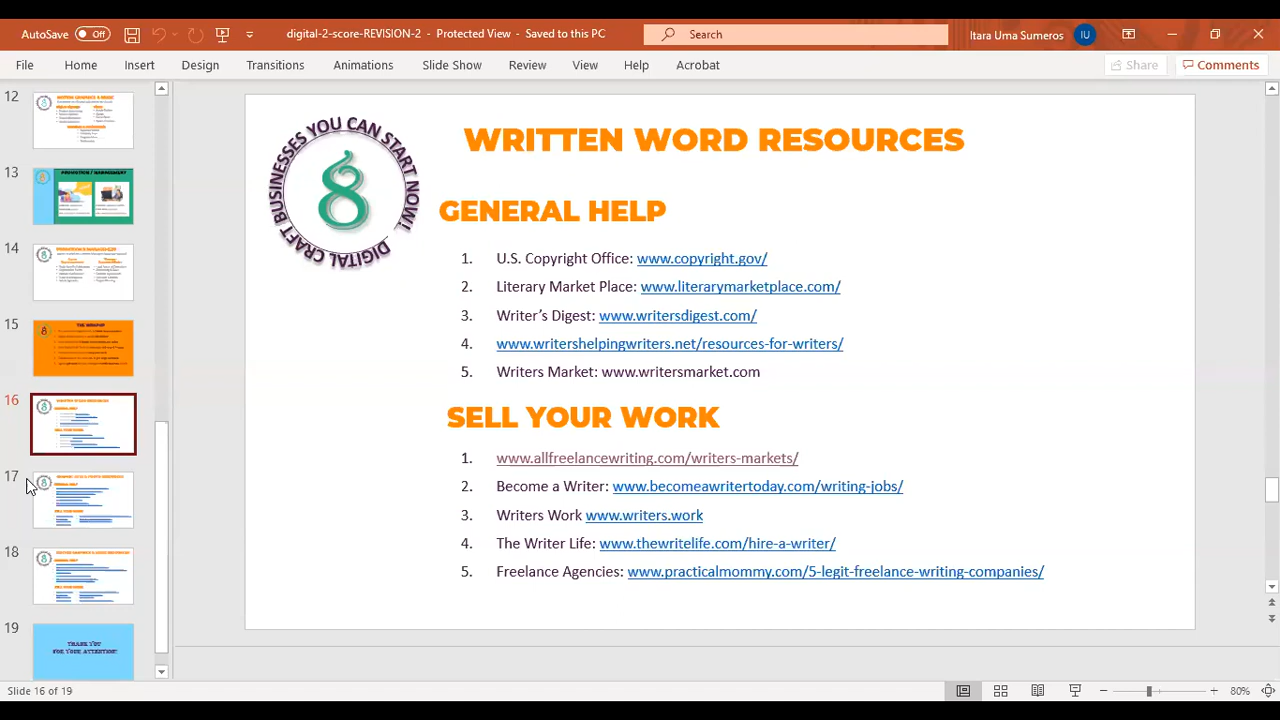 AutoSave Off digital-2-score-REVISION-2 - Protected View - Saved to this PC Search Itara Uma Sumeros IU
File Home Insert Design Transitions Animations Slide Show Review View Help Acrobat Share Comments
12
13
14
15
16
17
18
19
THE WRAPUP
THANK YOU
FOR YOUR ATTENTION!
8 DIGITAL CRAFT BUSINESSES YOU CAN START NOW!
WRITTEN WORD RESOURCES
GENERAL HELP
1. U.S. Copyright Office: www.copyright.gov/
2. Literary Market Place: www.literarymarketplace.com/
3. Writer's Digest: www.writersdigest.com/
4. www.writershelpingwriters.net/resources-for-writers/
5. Writers Market: www.writersmarket.com
SELL YOUR WORK
1. www.allfreelancewriting.com/writers-markets/
2. Become a Writer: www.becomeawritertoday.com/writing-jobs/
3. Writers Work www.writers.work
4. The Writer Life: www.thewritelife.com/hire-a-writer/
5. Freelance Agencies: www.practicalmommy.com/5-legit-freelance-writing-companies/
Slide 16 of 19 80%